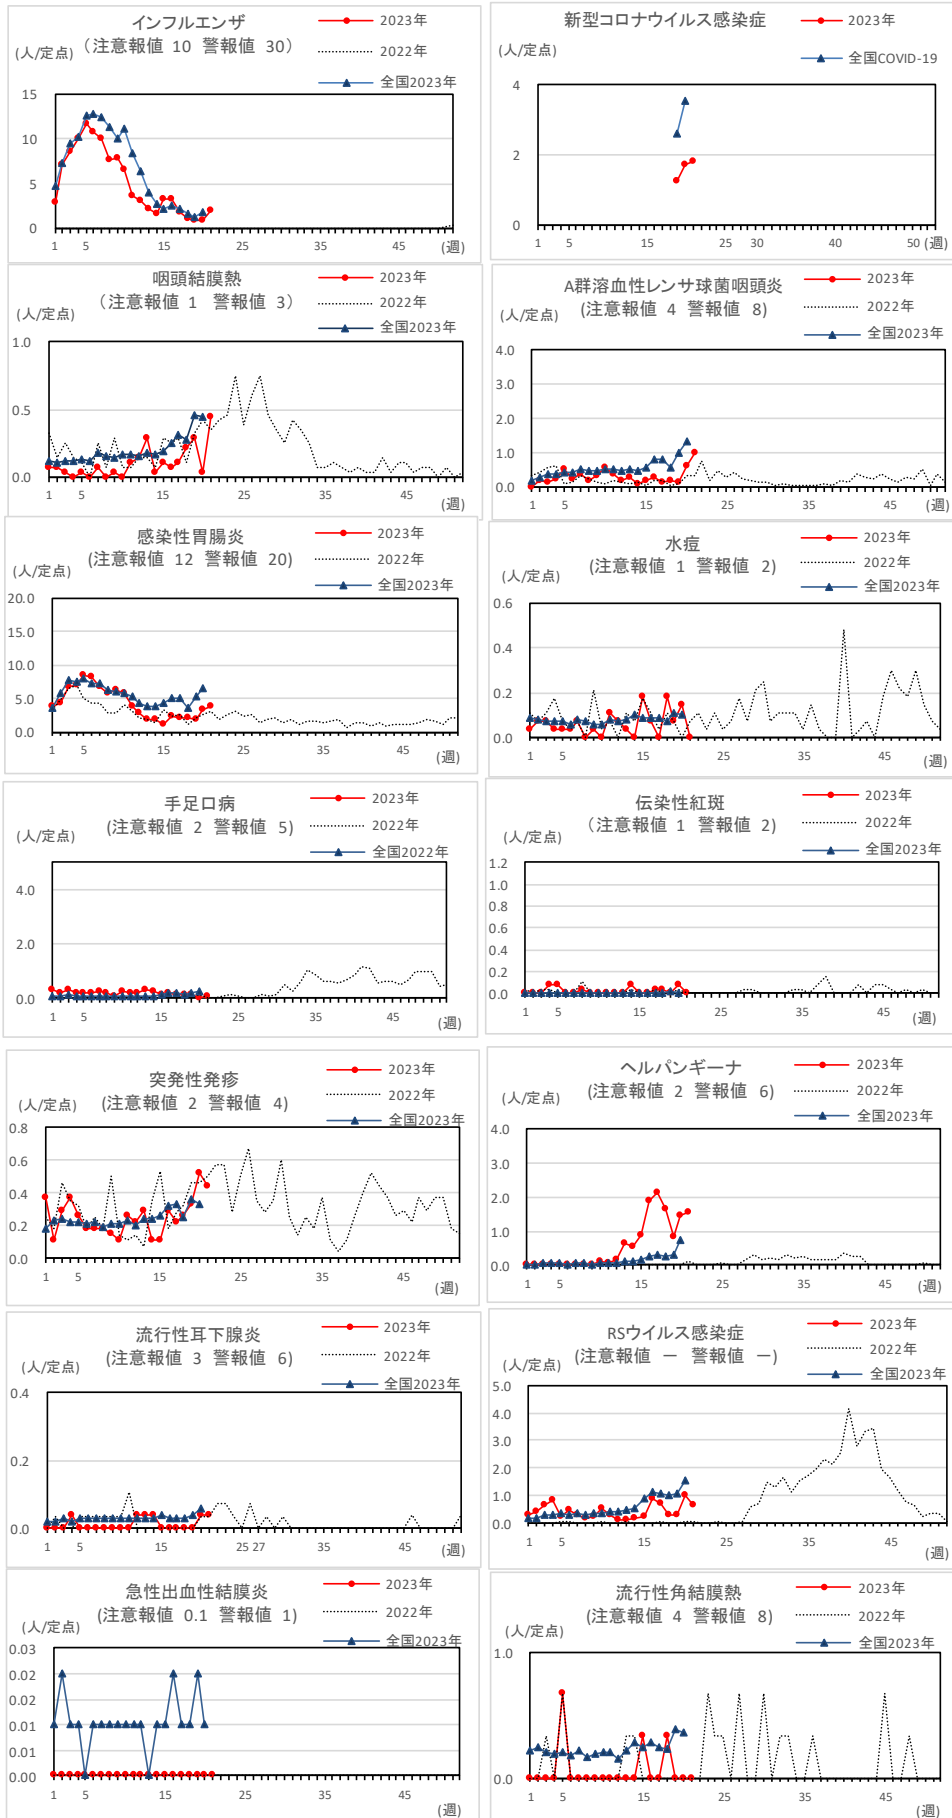 インフルエンザ
（注意報値 10 警報値 30）
(人/定点)
2023年
2022年
全国2023年
15
10
5
0
1 5 15 25 35 45 (週)
新型コロナウイルス感染症
(人/定点)
2023年
全国COVID-19
4
2
0
1 5 15 25 30 40 50 (週)
咽頭結膜熱
（注意報値 1 警報値 3）
(人/定点)
2023年
2022年
全国2023年
1.0
0.5
0.0
1 5 15 25 35 45 (週)
A群溶血性レンサ球菌咽頭炎
(注意報値 4 警報値 8)
(人/定点)
2023年
2022年
全国2023年
4.0
3.0
2.0
1.0
0.0
1 5 15 25 35 45 (週)
感染性胃腸炎
(注意報値 12 警報値 20)
(人/定点)
2023年
2022年
全国2023年
20.0
15.0
10.0
5.0
0.0
1 5 15 25 35 45 (週)
水痘
(注意報値 1 警報値 2)
(人/定点)
2023年
2022年
全国2023年
0.6
0.4
0.2
0.0
1 5 15 25 35 45 (週)
手足口病
(注意報値 2 警報値 5)
(人/定点)
2023年
2022年
全国2022年
4.0
2.0
0.0
1 5 15 25 35 45 (週)
伝染性紅斑
（注意報値 1 警報値 2）
(人/定点)
2023年
2022年
全国2023年
1.2
1.0
0.8
0.6
0.4
0.2
0.0
1 5 15 25 35 45 (週)
突発性発疹
(注意報値 2 警報値 4)
(人/定点)
2023年
2022年
全国2023年
0.8
0.6
0.4
0.2
0.0
1 5 15 25 35 45 (週)
ヘルパンギーナ
(注意報値 2 警報値 6)
(人/定点)
2023年
2022年
全国2023年
4.0
3.0
2.0
1.0
0.0
1 5 15 25 35 45 (週)
流行性耳下腺炎
(注意報値 3 警報値 6)
(人/定点)
2023年
2022年
全国2023年
0.4
0.2
0.0
1 5 15 25 27 35 45 (週)
RSウイルス感染症
(注意報値 ー 警報値 ー)
(人/定点)
2023年
2022年
全国2023年
5.0
4.0
3.0
2.0
1.0
0.0
1 5 15 25 35 45 (週)
急性出血性結膜炎
(注意報値 0.1 警報値 1)
(人/定点)
2023年
2022年
全国2023年
0.03
0.02
0.02
0.01
0.01
0.00
1 5 15 25 35 45 (週)
流行性角結膜熱
(注意報値 4 警報値 8)
(人/定点)
2023年
2022年
全国2023年
1.0
0.0
1 5 15 25 35 45 (週)